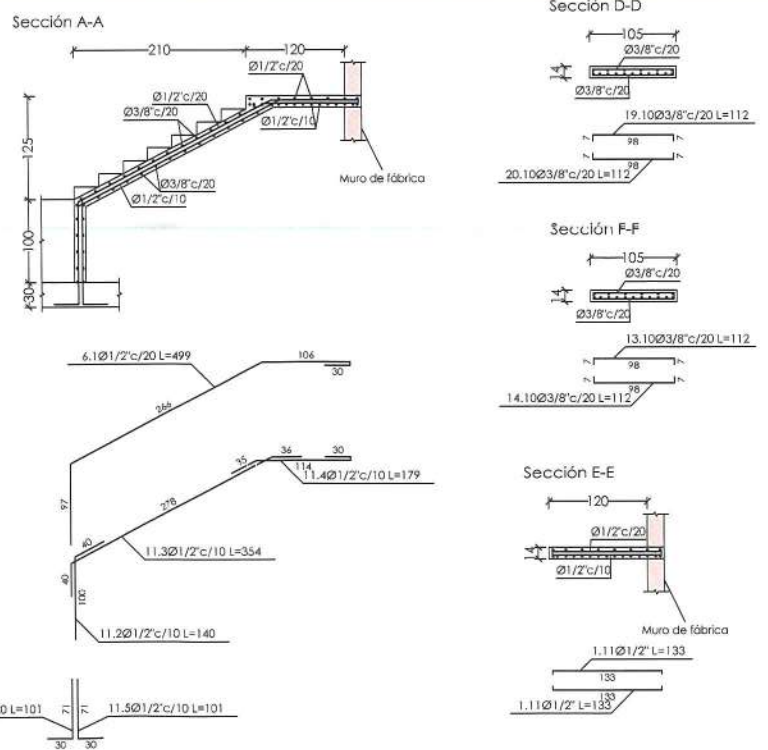 Sección A-A
210
120
Ø1/2"c/20
Ø1/2"c/20
Ø3/8"c/20
Ø1/2"c/10
125
Muro de fábrica
Ø3/8"c/20
Ø1/2"c/10
100
30
6.1Ø1/2"c/20 L=499
106
30
266
97
35
36
30
114
11.4Ø1/2"c/10 L=179
278
40
11.3Ø1/2"c/10 L=354
40
100
11.2Ø1/2"c/10 L=140
0 L=101
71
71
11.5Ø1/2"c/10 L=101
30
30
Sección D-D
105
Ø3/8"c/20
14
Ø3/8"c/20
19.10Ø3/8"c/20 L=112
7
98
7
7
98
7
20.10Ø3/8"c/20 L=112
Sección F-F
105
Ø3/8"c/20
14
Ø3/8"c/20
13.10Ø3/8"c/20 L=112
7
98
7
7
98
7
14.10Ø3/8"c/20 L=112
Sección E-E
120
Ø1/2"c/20
14
Ø1/2"c/10
Muro de fábrica
1.11Ø1/2" L=133
133
133
1.11Ø1/2" L=133